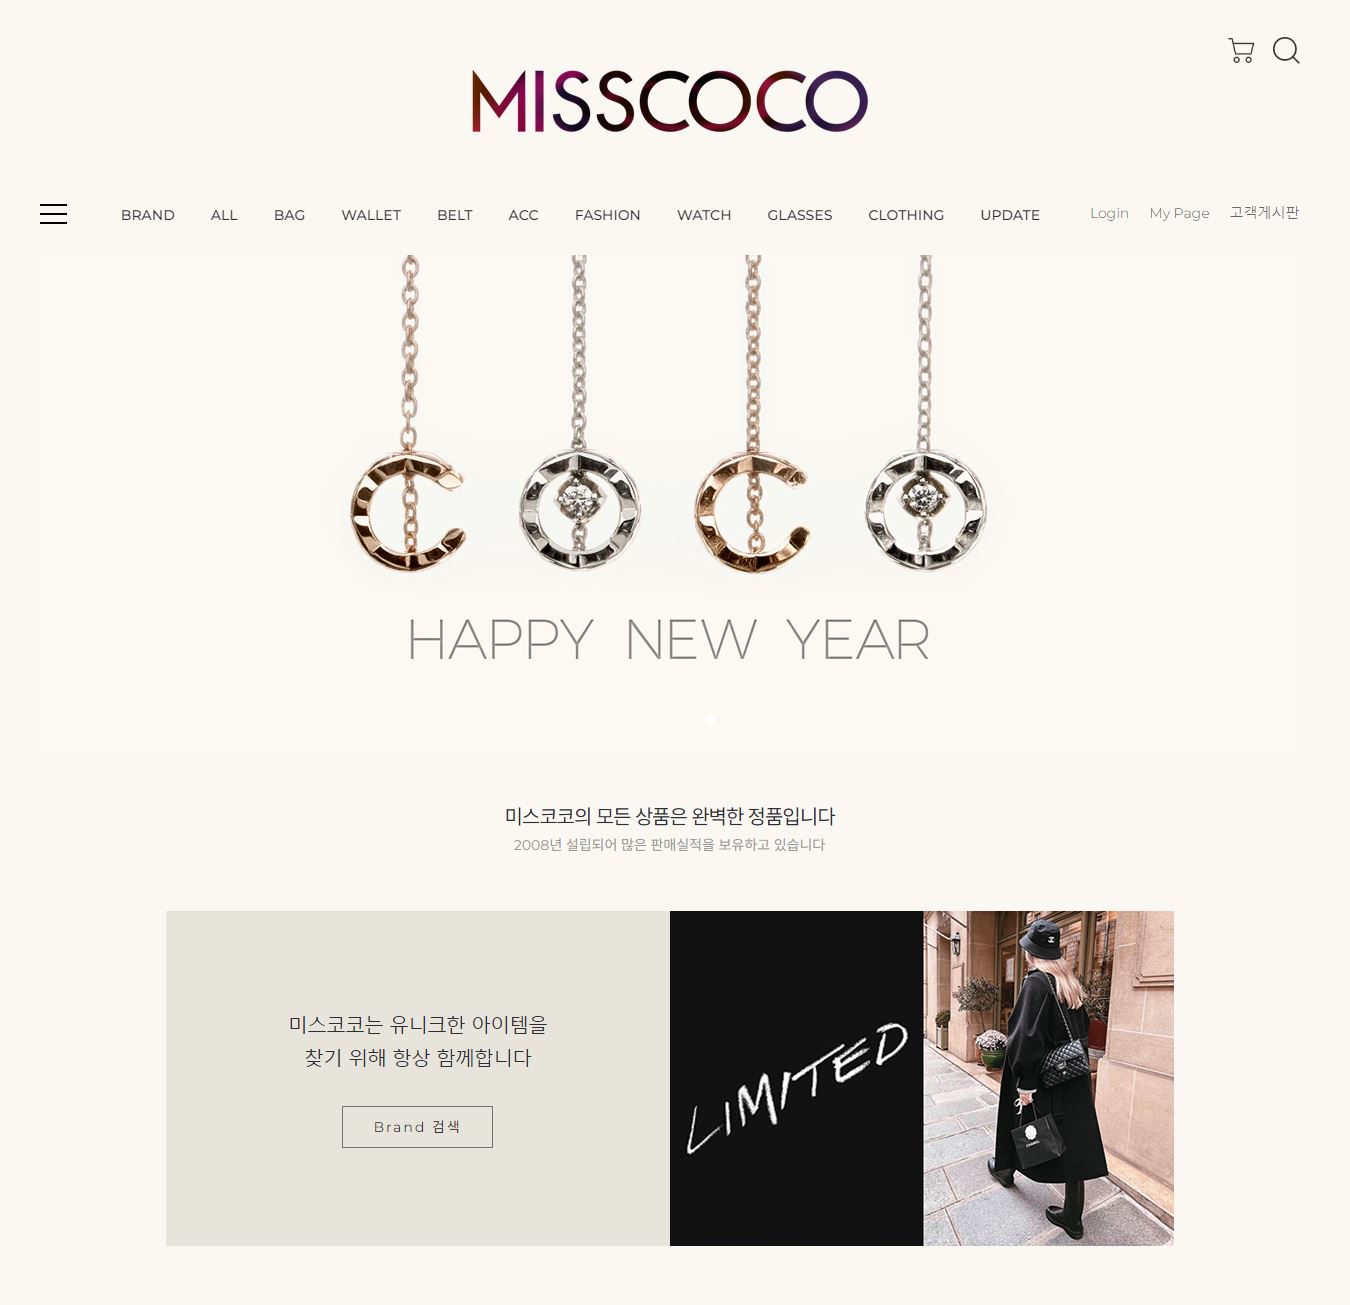 MISSCOCO
BRAND ALL BAG WALLET BELT ACC FASHION WATCH GLASSES CLOTHING UPDATE Login My Page 고객게시판
HAPPY NEW YEAR
미스코코의 모든 상품은 완벽한 정품입니다
2008년 설립되어 많은 판매실적을 보유하고 있습니다
미스코코는 유니크한 아이템을
찾기 위해 항상 함께합니다
Brand 검색
LIMITED
CHANEL